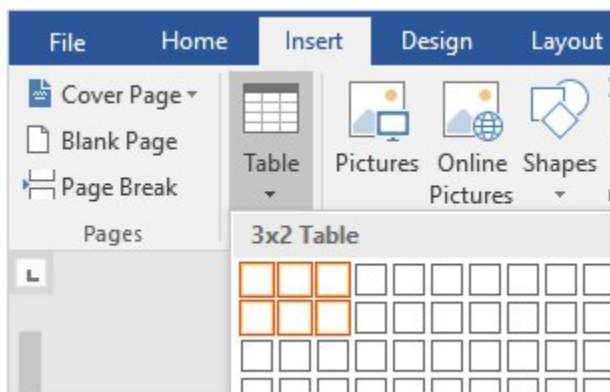 File Home Insert Design Layout
Cover Page
Blank Page
Page Break
Pages
Table
Pictures
Online
Pictures
Shapes
3x2 Table
L